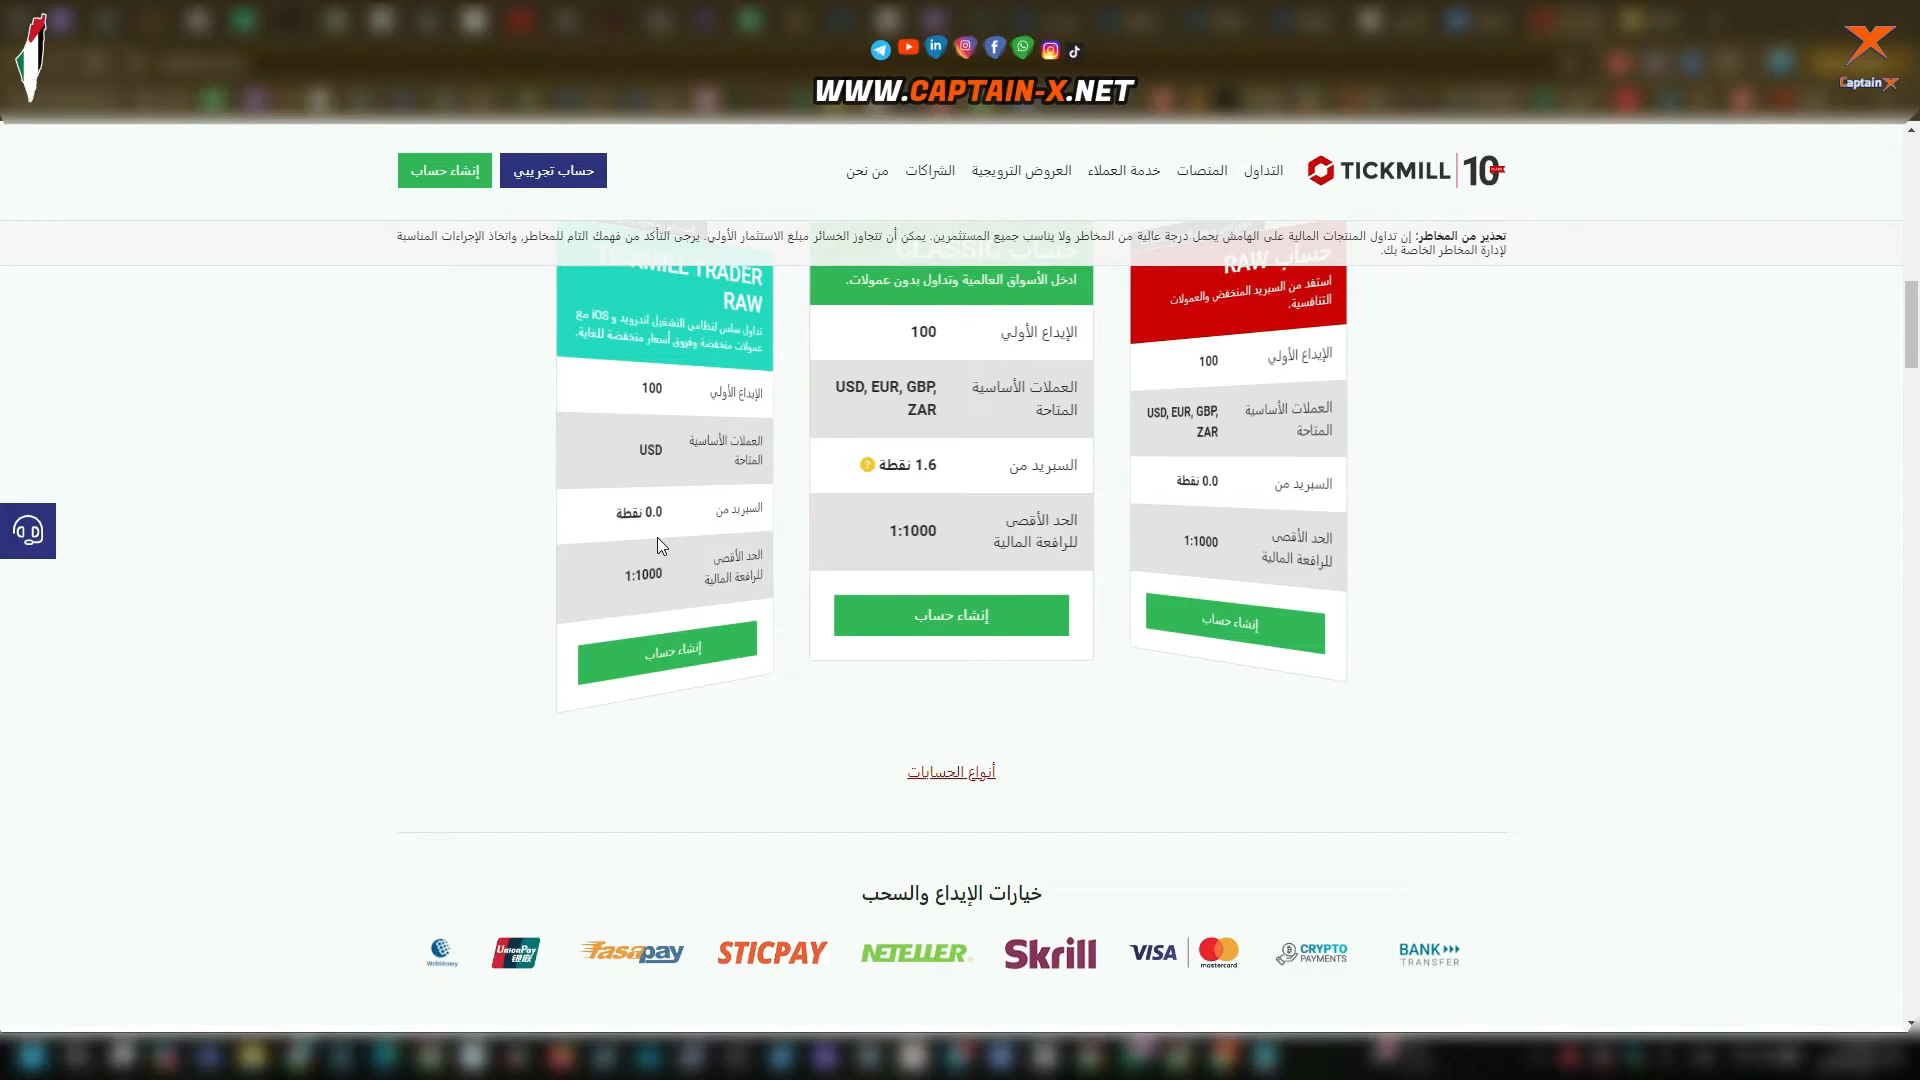 WWW.CAPTAIN-X.NET
Captain X
TICKMILL 10
التداول
المنصات
خدمة العملاء
العروض الترويجية
الشراكات
من نحن
حساب تجريبي
إنشاء حساب
تحذير من المخاطر: إن تداول المنتجات المالية على الهامش يحمل درجة عالية من المخاطر ولا يناسب جميع المستثمرين. يمكن أن تتجاوز الخسائر مبلغ الاستثمار الأولي. يرجى التأكد من فهمك التام للمخاطر, واتخاذ الإجراءات المناسبة
لإدارة المخاطر الخاصة بك.
حساب RAW
استفد من السبريد المنخفض والعمولات
التنافسية.
الإيداع الأولي 100
العملات الأساسية المتاحة
USD, EUR, GBP, ZAR
السبريد من 0.0 نقطة
الحد الأقصى للرافعة المالية
1:1000
إنشاء حساب
حساب CLASSIC
ادخل الأسواق العالمية وتداول بدون عمولات.
الإيداع الأولي 100
العملات الأساسية المتاحة
USD, EUR, GBP, ZAR
السبريد من 1.6 نقطة ?
الحد الأقصى للرافعة المالية
1:1000
إنشاء حساب
TICKMILL TRADER
RAW
تداول سلس لنظامي التشغيل اندرويد و iOS مع
عمولات منخفضة وفروق أسعار منخفضة للغاية.
الإيداع الأولي 100
العملات الأساسية المتاحة
USD
السبريد من 0.0 نقطة
الحد الأقصى للرافعة المالية
1:1000
إنشاء حساب
أنواع الحسابات
خيارات الإيداع والسحب
WebMoney
UnionPay
银联
fasapay
STICPAY
NETELLER
Skrill
VISA
mastercard
CRYPTO
PAYMENTS
BANK
TRANSFER